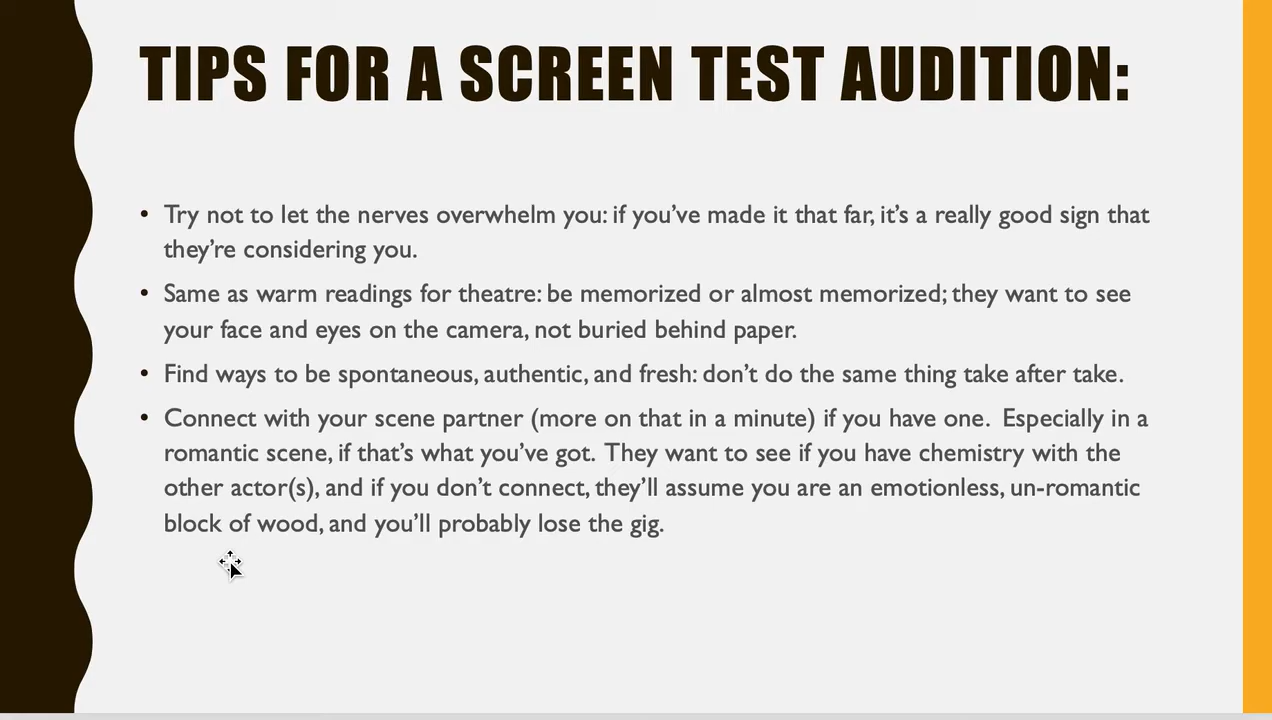 TIPS FOR A SCREEN TEST AUDITION:
• Try not to let the nerves overwhelm you: if you’ve made it that far, it’s a really good sign that
they’re considering you.
• Same as warm readings for theatre: be memorized or almost memorized; they want to see
your face and eyes on the camera, not buried behind paper.
• Find ways to be spontaneous, authentic, and fresh: don’t do the same thing take after take.
• Connect with your scene partner (more on that in a minute) if you have one.  Especially in a
romantic scene, if that’s what you’ve got.  They want to see if you have chemistry with the
other actor(s), and if you don’t connect, they’ll assume you are an emotionless, un-romantic
block of wood, and you’ll probably lose the gig.